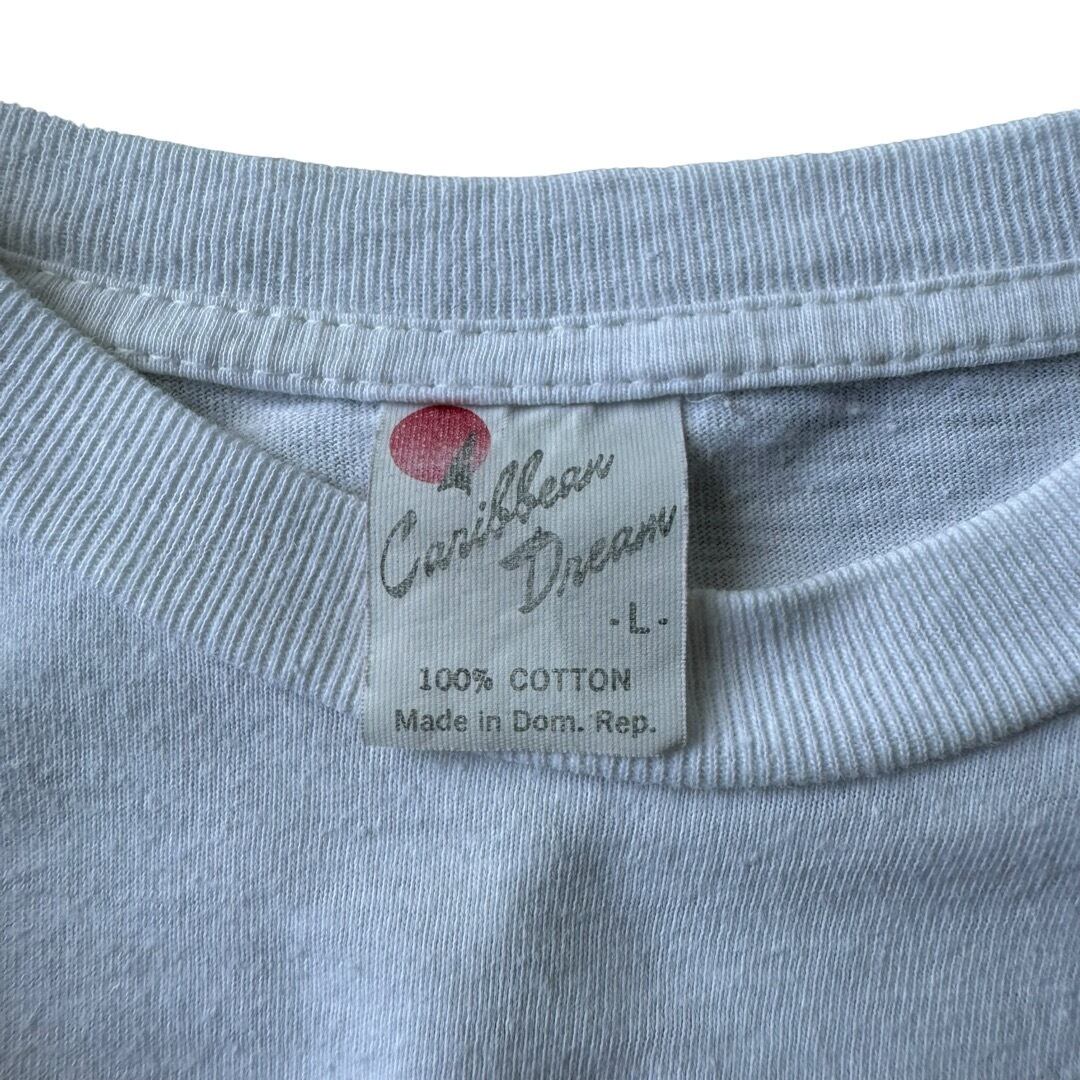 Caribbean
Dream
- L -
100% COTTON
Made in Dom. Rep.